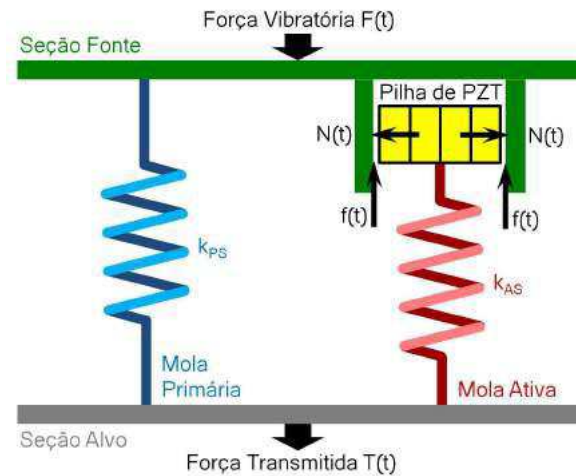 Força Vibratória F(t)
Seção Fonte
Pilha de PZT
N(t)
N(t)
f(t)
f(t)
kPS
kAS
Mola
Primária
Mola Ativa
Seção Alvo
Força Transmitida T(t)